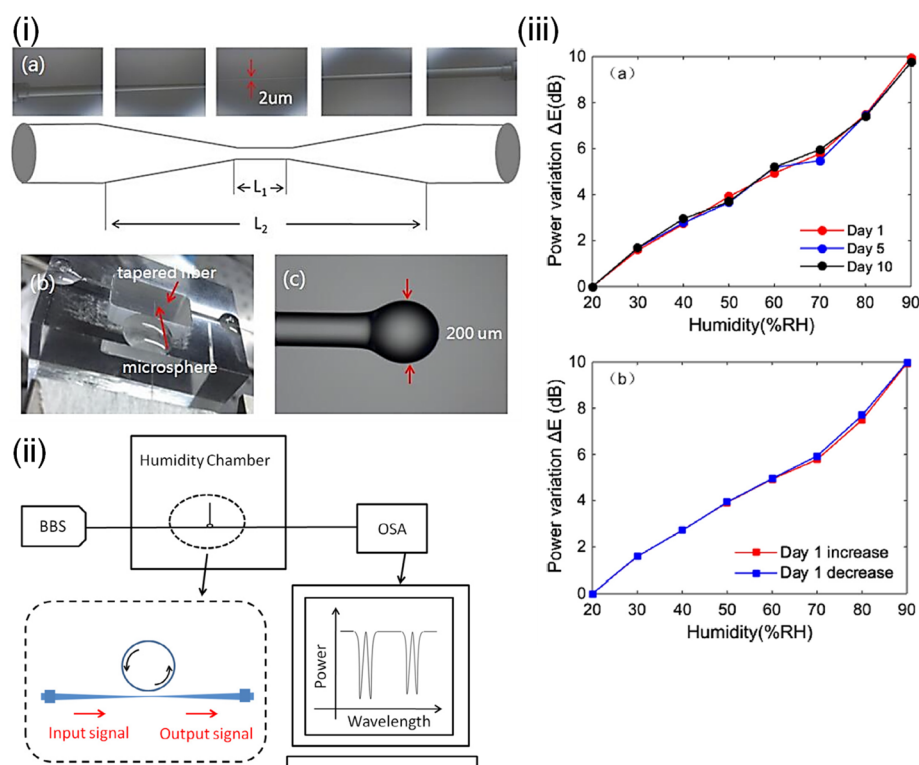 (i)
(a)
2um
L1
L2
(b)
tapered fiber
microsphere
(c)
200 um
(ii)
Humidity Chamber
BBS
OSA
Input signal
Output signal
Power
Wavelength
(iii)
(a)
Power variation ΔE(dB)
10
8
6
4
2
0
20 30 40 50 60 70 80 90
Humidity(%RH)
Day 1
Day 5
Day 10
(b)
Power variation ΔE (dB)
10
8
6
4
2
0
20 30 40 50 60 70 80 90
Humidity(%RH)
Day 1 increase
Day 1 decrease